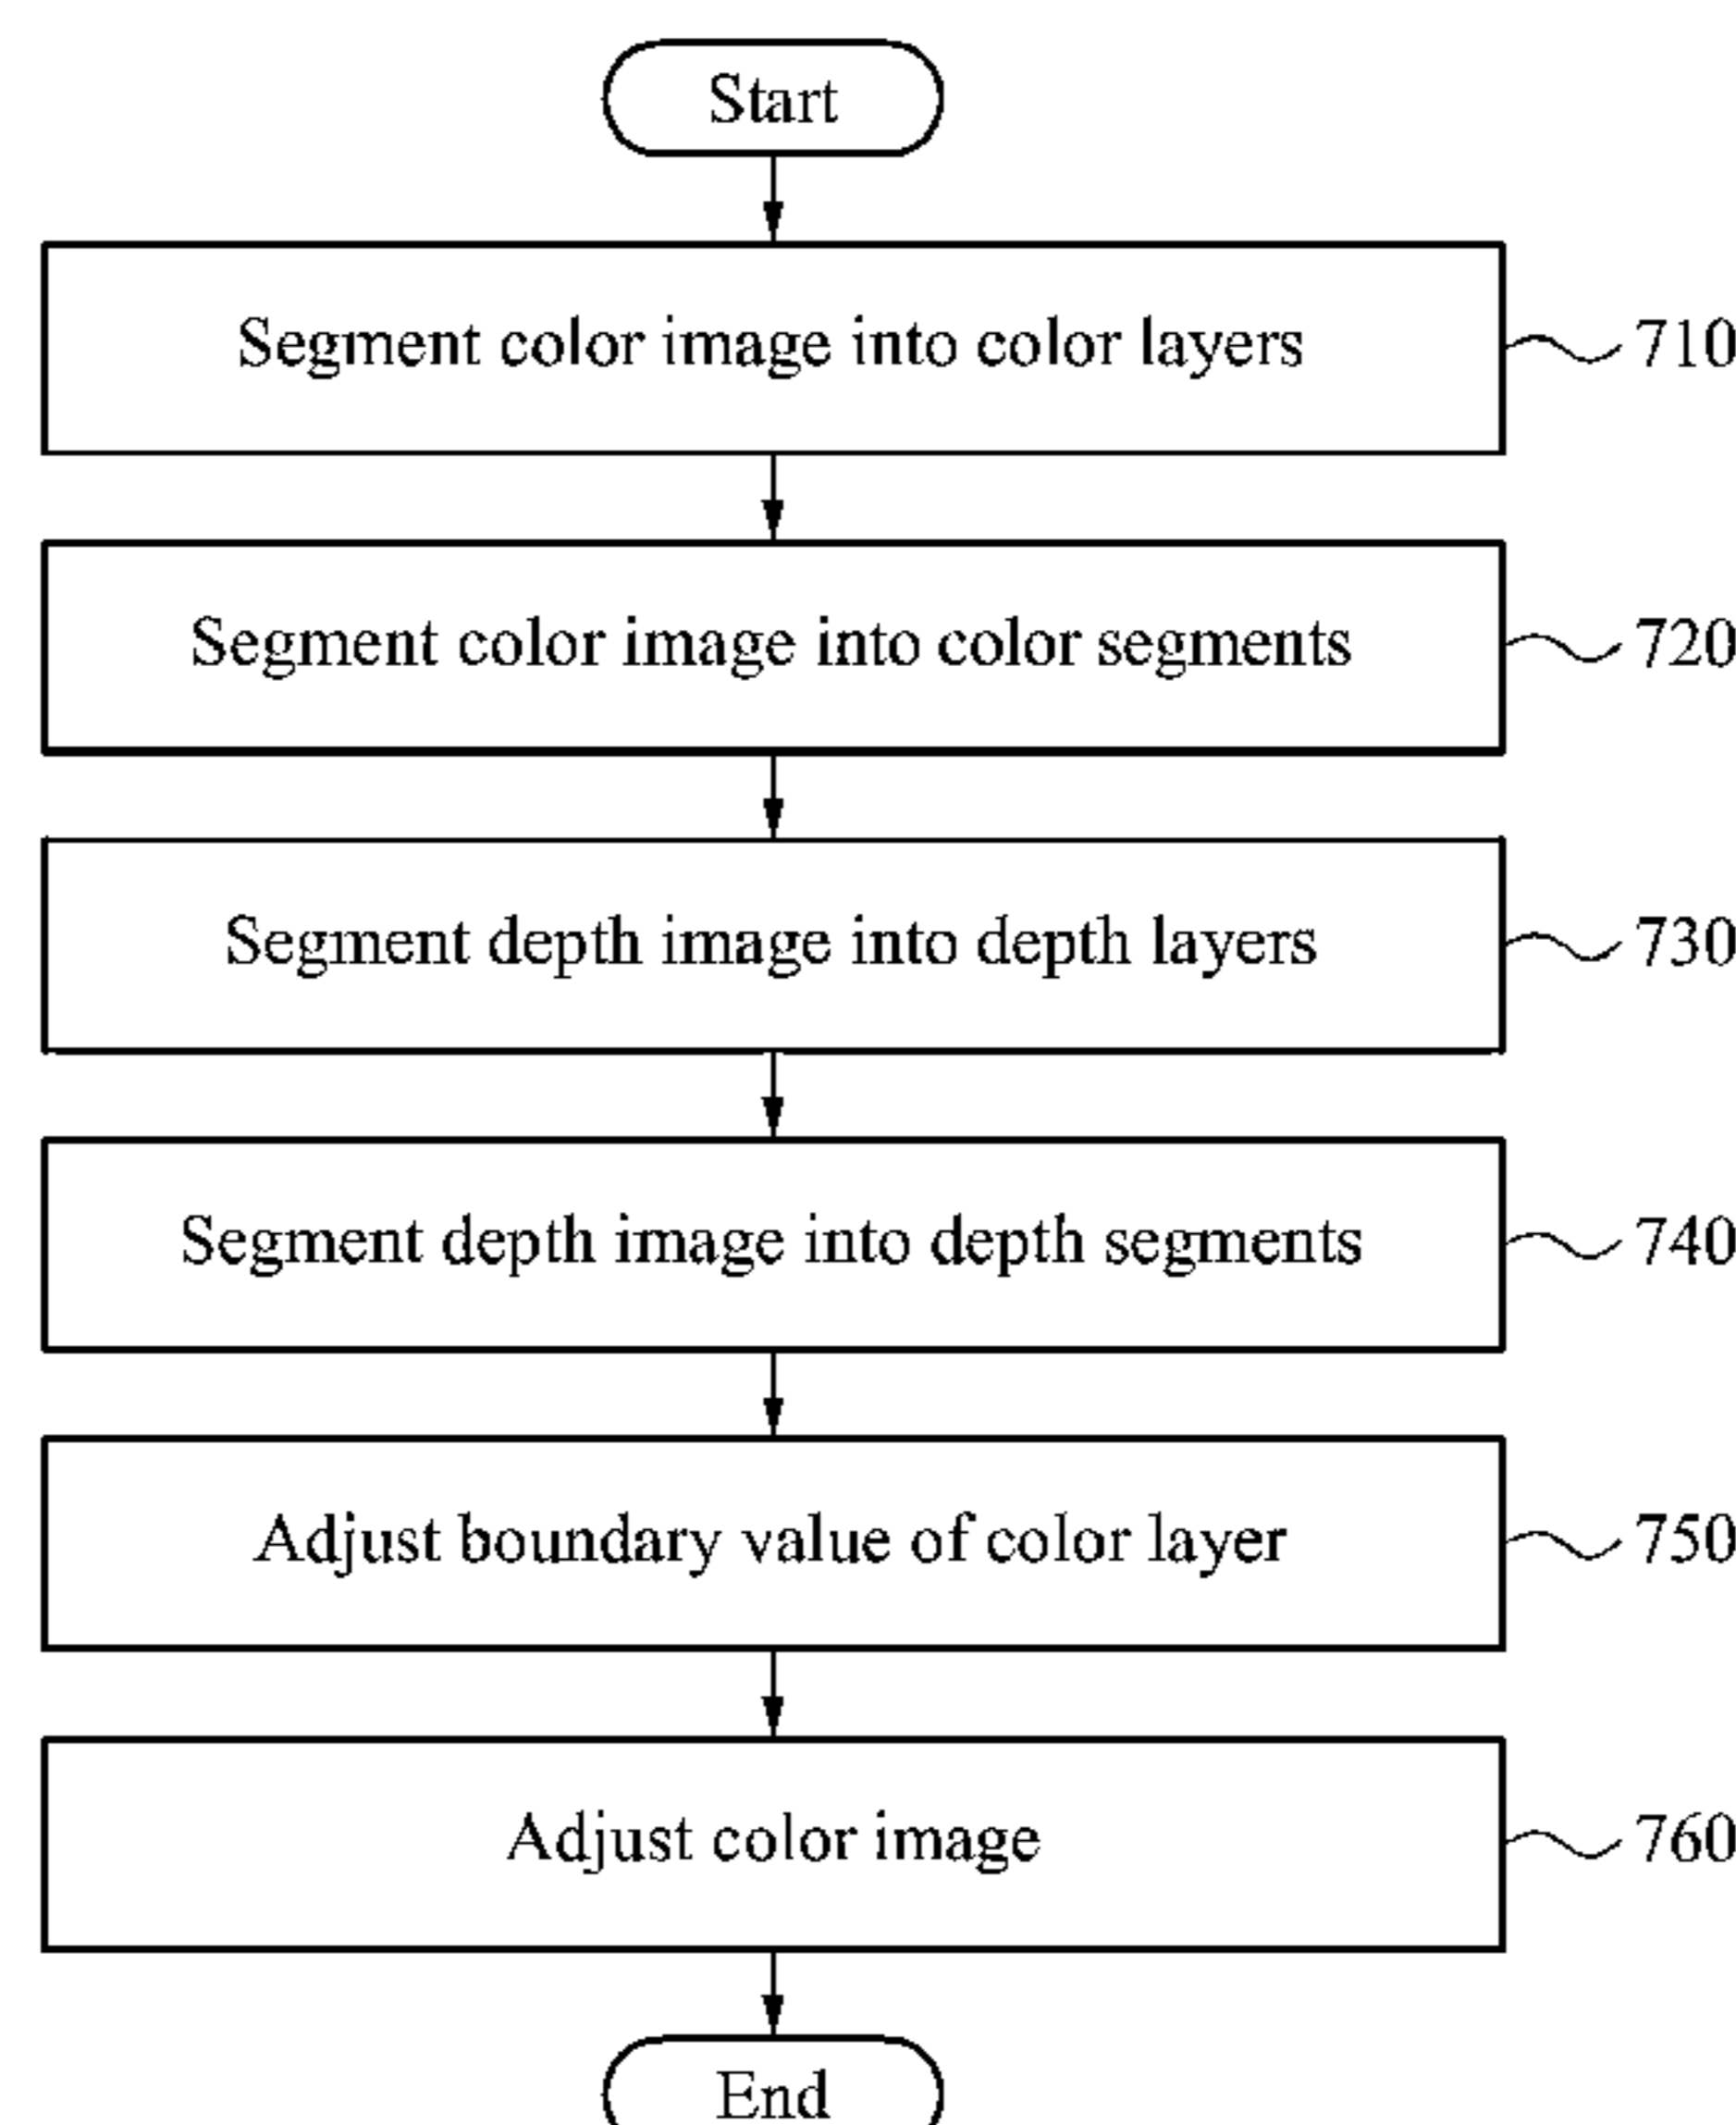 Start
Segment color image into color layers
710
Segment color image into color segments
720
Segment depth image into depth layers
730
Segment depth image into depth segments
740
Adjust boundary value of color layer
750
Adjust color image
760
End